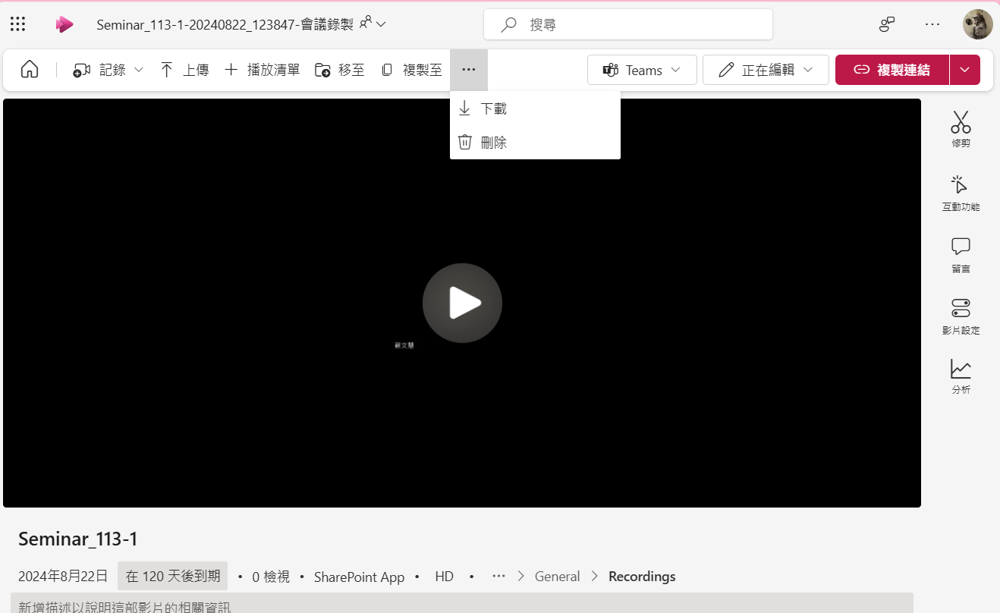 Seminar_113-1-20240822_123847-會議錄製
搜尋
記錄
上傳
播放清單
移至
複製至
Teams
正在編輯
複製連結
下載
刪除
修剪
互動功能
留言
影片設定
分析
蘇文慧
Seminar_113-1
2024年8月22日 在 120 天後到期 • 0 檢視 • SharePoint App • HD • ··· > General > Recordings
新增描述以說明這部影片的相關資訊